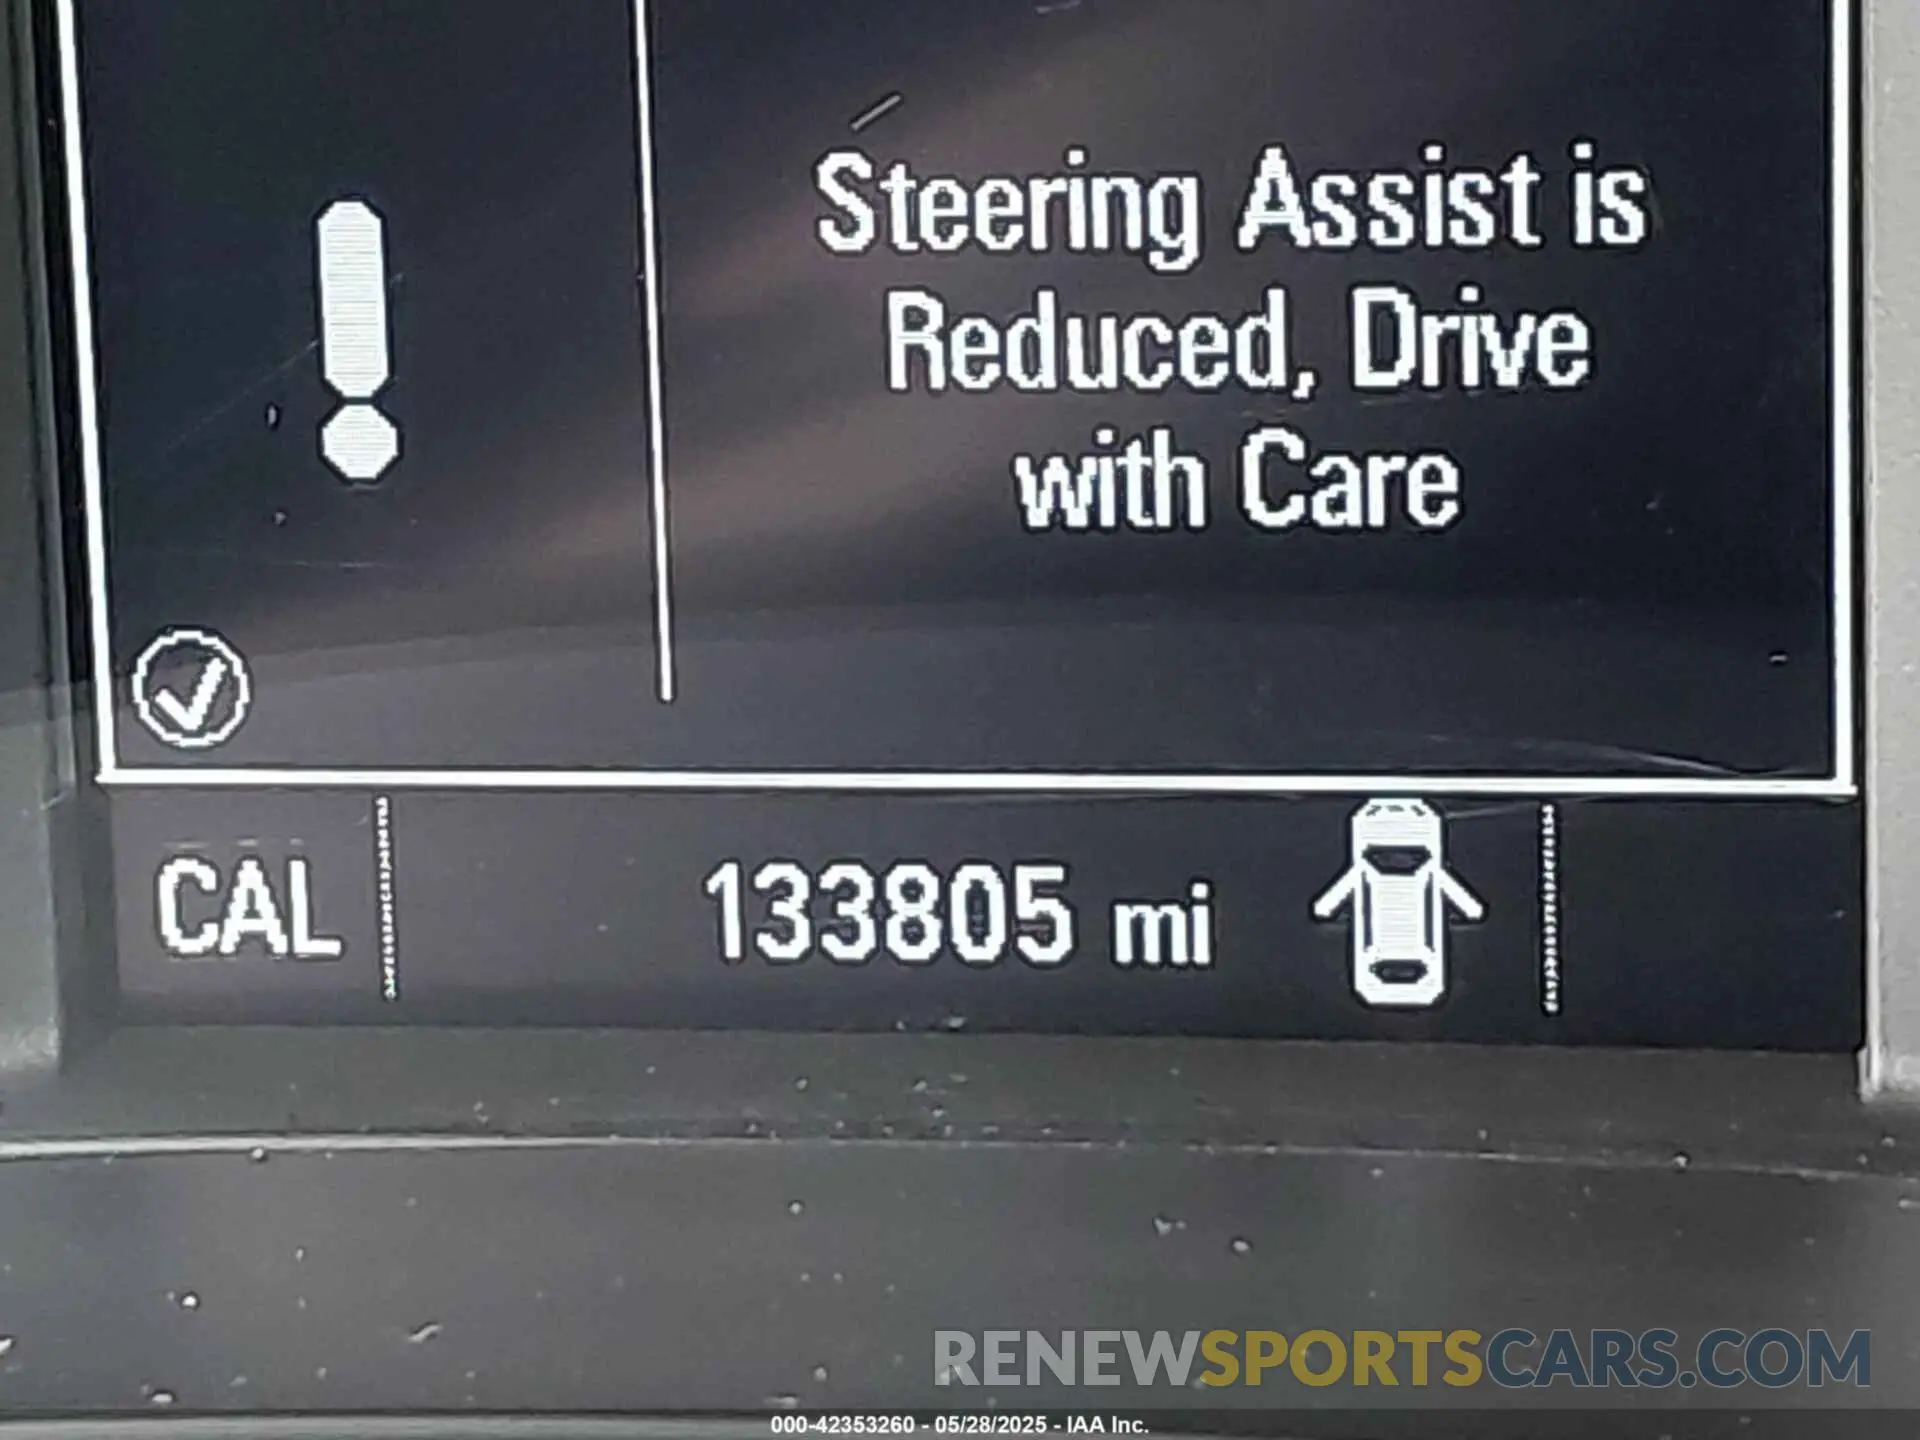 Steering Assist is
Reduced, Drive
with Care
CAL
133805 mi
RENEWSPORTSCARS.COM
000-42353260 - 05/28/2025 - IAA Inc.